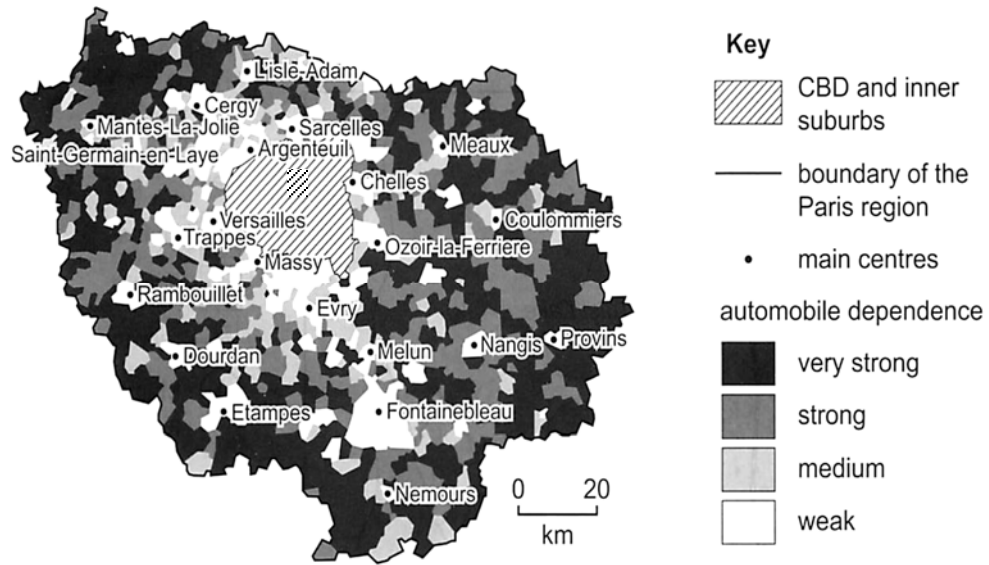 L'isle-Adam
Cergy
Mantes-La-Jolie
Sarcelles
Saint-Germain-en-Laye
Argenteuil
Meaux
Chelles
Versailles
Coulommiers
Trappes
Ozoir-la-Ferriere
Massy
Rambouillet
Evry
Dourdan
Melun
Nangis
Provins
Etampes
Fontainebleau
Nemours
0 20
km
Key
CBD and inner
suburbs
boundary of the
Paris region
main centres
automobile dependence
very strong
strong
medium
weak